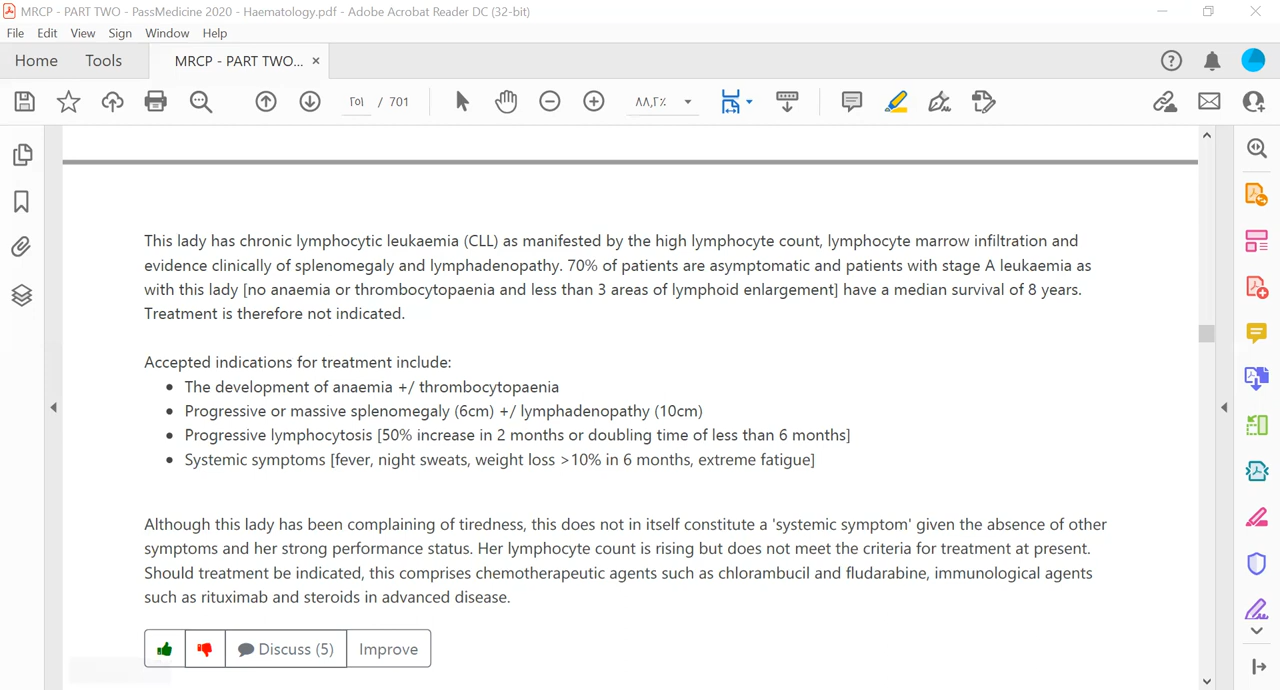 MRCP - PART TWO - PassMedicine 2020 - Haematology.pdf - Adobe Acrobat Reader DC (32-bit)
File Edit View Sign Window Help
Home Tools MRCP - PART TWO... ×
٢٥١ / 701 ٨٨,٢٪
This lady has chronic lymphocytic leukaemia (CLL) as manifested by the high lymphocyte count, lymphocyte marrow infiltration and
evidence clinically of splenomegaly and lymphadenopathy. 70% of patients are asymptomatic and patients with stage A leukaemia as
with this lady [no anaemia or thrombocytopaenia and less than 3 areas of lymphoid enlargement] have a median survival of 8 years.
Treatment is therefore not indicated.
Accepted indications for treatment include:
• The development of anaemia +/ thrombocytopaenia
• Progressive or massive splenomegaly (6cm) +/ lymphadenopathy (10cm)
• Progressive lymphocytosis [50% increase in 2 months or doubling time of less than 6 months]
• Systemic symptoms [fever, night sweats, weight loss >10% in 6 months, extreme fatigue]
Although this lady has been complaining of tiredness, this does not in itself constitute a 'systemic symptom' given the absence of other
symptoms and her strong performance status. Her lymphocyte count is rising but does not meet the criteria for treatment at present.
Should treatment be indicated, this comprises chemotherapeutic agents such as chlorambucil and fludarabine, immunological agents
such as rituximab and steroids in advanced disease.
Discuss (5) Improve